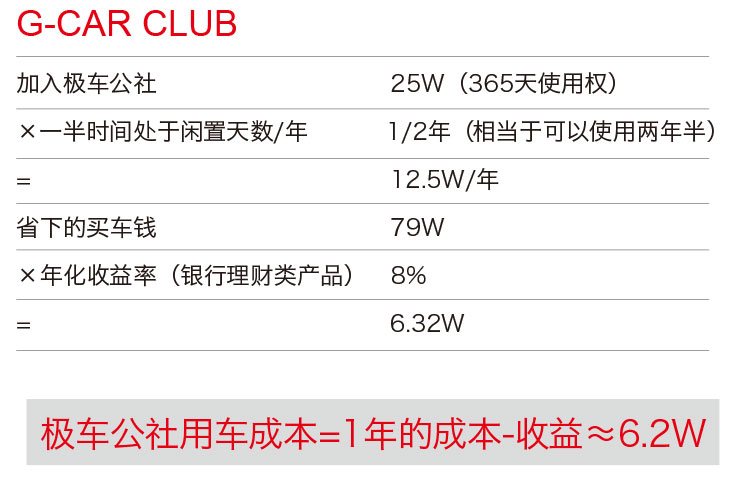 G-CAR CLUB
加入极车公社 25W（365天使用权）
×一半时间处于闲置天数/年 1/2年（相当于可以使用两年半）
= 12.5W/年
省下的买车钱 79W
×年化收益率（银行理财类产品） 8%
= 6.32W
极车公社用车成本=1年的成本-收益≈6.2W